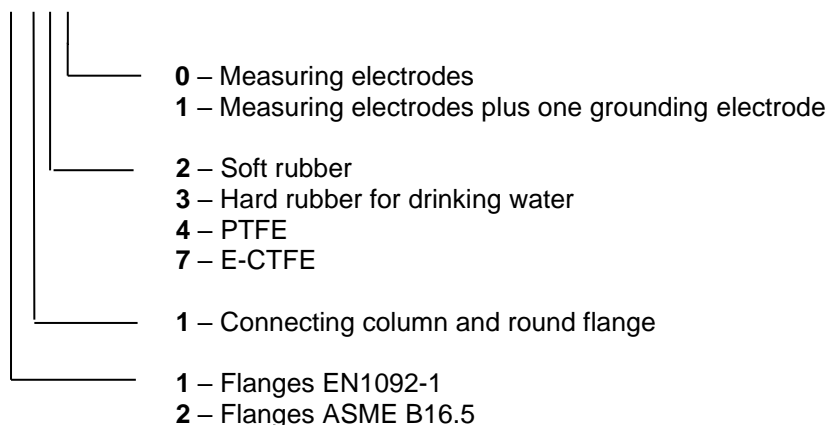 0 – Measuring electrodes
1 – Measuring electrodes plus one grounding electrode
2 – Soft rubber
3 – Hard rubber for drinking water
4 – PTFE
7 – E-CTFE
1 – Connecting column and round flange
1 – Flanges EN1092-1
2 – Flanges ASME B16.5